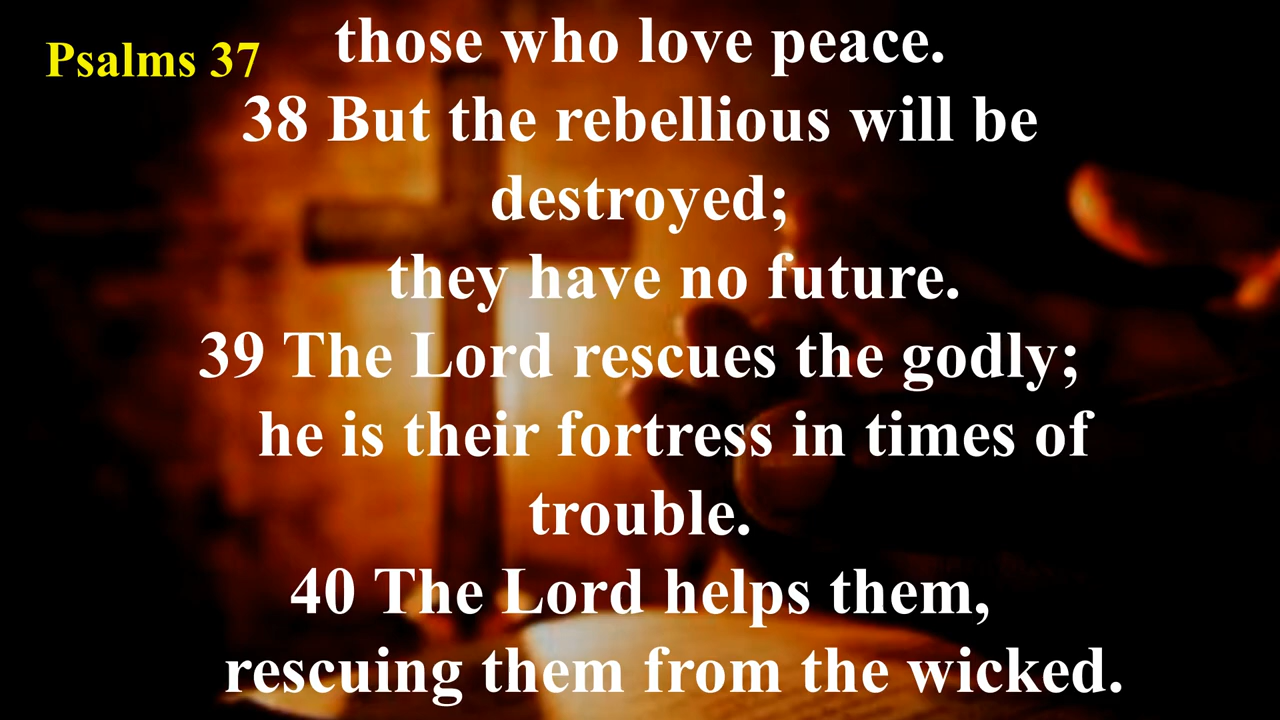 Psalms 37
those who love peace.
38 But the rebellious will be
destroyed;
they have no future.
39 The Lord rescues the godly;
he is their fortress in times of
trouble.
40 The Lord helps them,
rescuing them from the wicked.